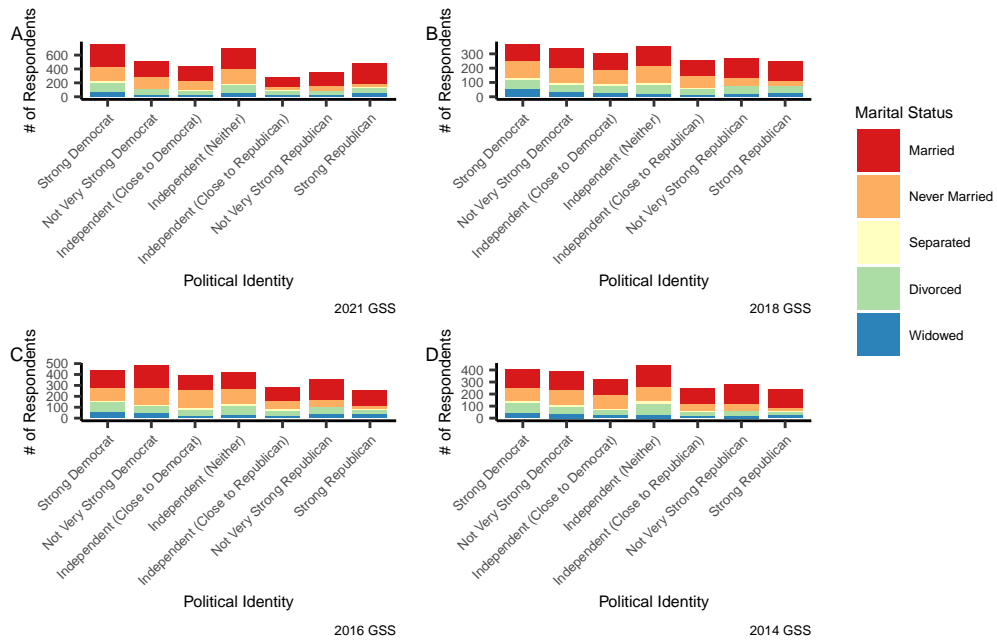 A
# of Respondents
600
400
200
0
Strong Democrat
Not Very Strong Democrat
Independent (Close to Democrat)
Independent (Neither)
Independent (Close to Republican)
Not Very Strong Republican
Strong Republican
Political Identity
2021 GSS
B
# of Respondents
300
200
100
0
Strong Democrat
Not Very Strong Democrat
Independent (Close to Democrat)
Independent (Neither)
Independent (Close to Republican)
Not Very Strong Republican
Strong Republican
Political Identity
2018 GSS
Marital Status
Married
Never Married
Separated
Divorced
Widowed
C
# of Respondents
500
400
300
200
100
0
Strong Democrat
Not Very Strong Democrat
Independent (Close to Democrat)
Independent (Neither)
Independent (Close to Republican)
Not Very Strong Republican
Strong Republican
Political Identity
2016 GSS
D
# of Respondents
400
300
200
100
0
Strong Democrat
Not Very Strong Democrat
Independent (Close to Democrat)
Independent (Neither)
Independent (Close to Republican)
Not Very Strong Republican
Strong Republican
Political Identity
2014 GSS